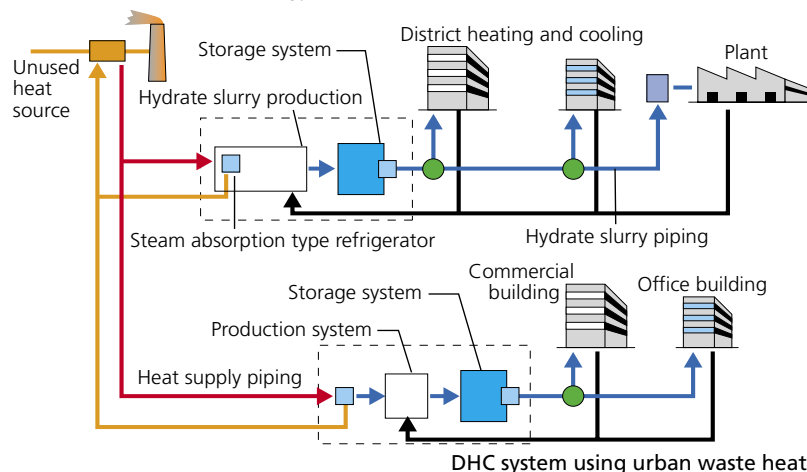 District heating and cooling
Storage system
Plant
Unused
heat
source
Hydrate slurry production
Steam absorption type refrigerator
Hydrate slurry piping
Commercial
building
Office building
Storage system
Production system
Heat supply piping
DHC system using urban waste heat